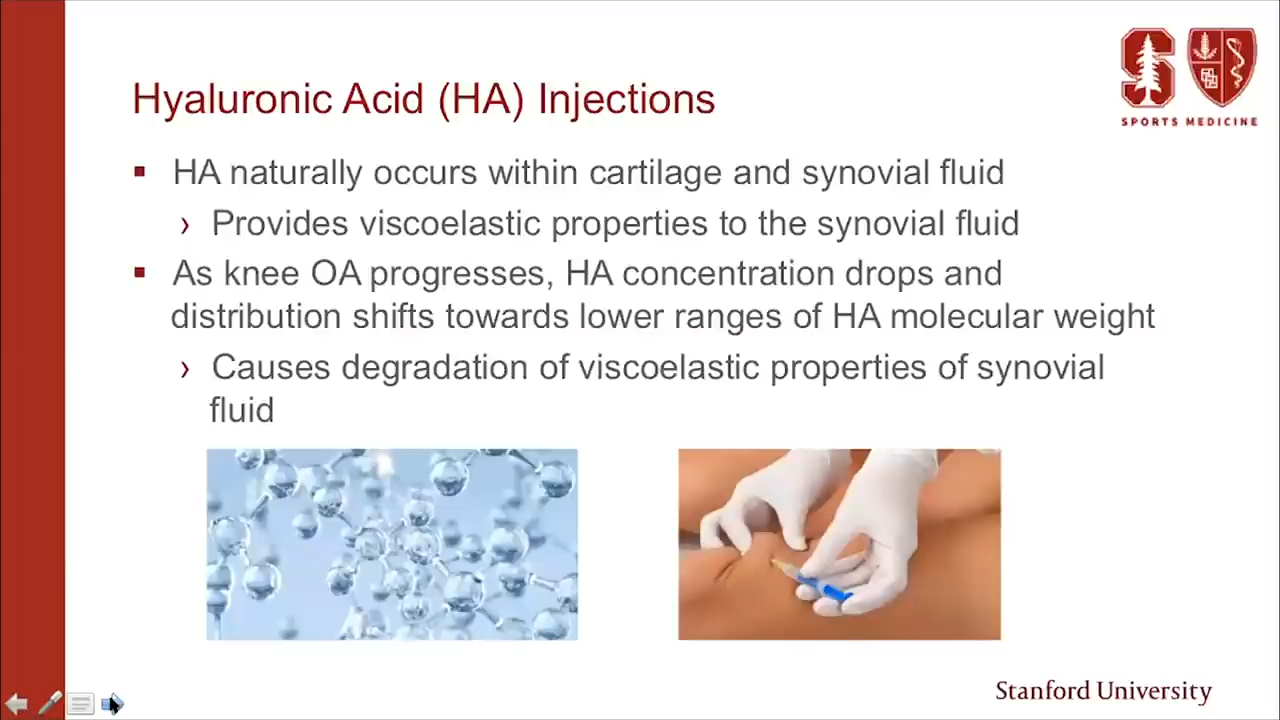 SPORTS MEDICINE
Hyaluronic Acid (HA) Injections
▪ HA naturally occurs within cartilage and synovial fluid
› Provides viscoelastic properties to the synovial fluid
▪ As knee OA progresses, HA concentration drops and
distribution shifts towards lower ranges of HA molecular weight
› Causes degradation of viscoelastic properties of synovial
fluid
Stanford University